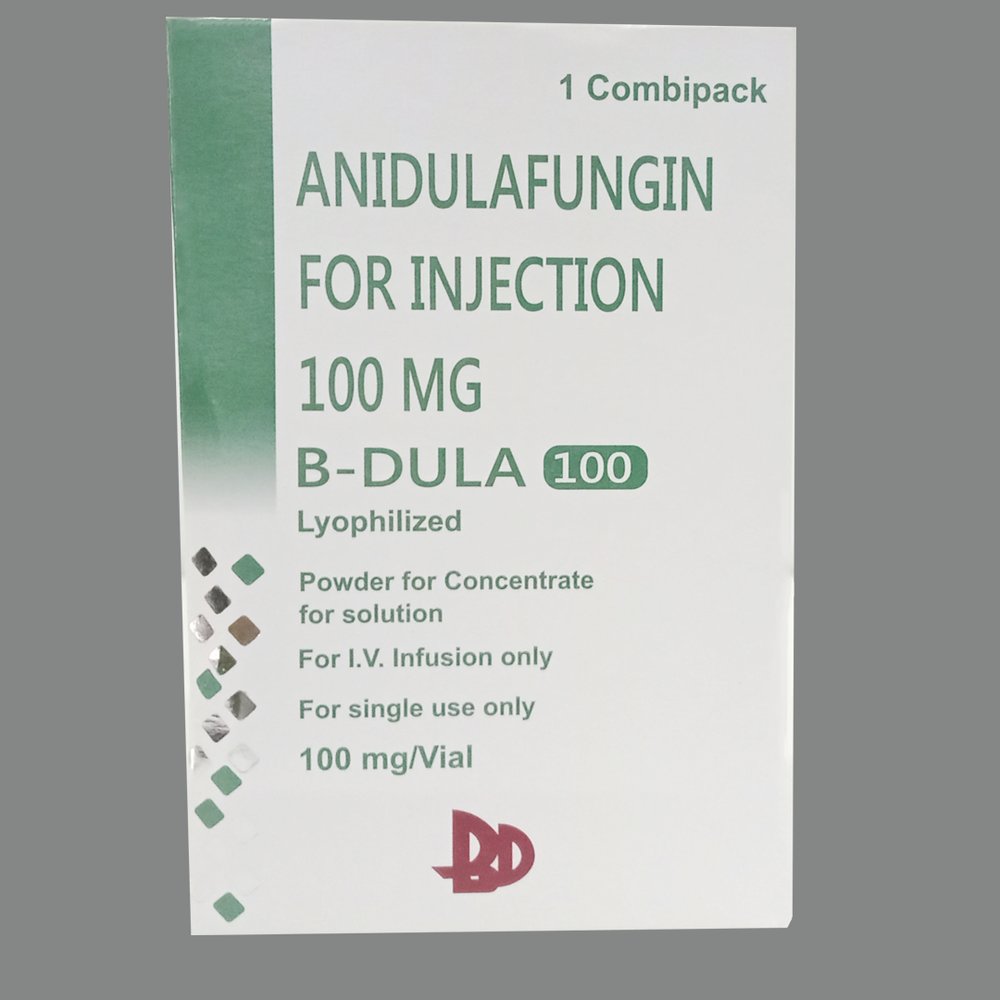 1 Combipack
ANIDULAFUNGIN
FOR INJECTION
100 MG
B-DULA 100
Lyophilized
Powder for Concentrate
for solution
For I.V. Infusion only
For single use only
100 mg/Vial